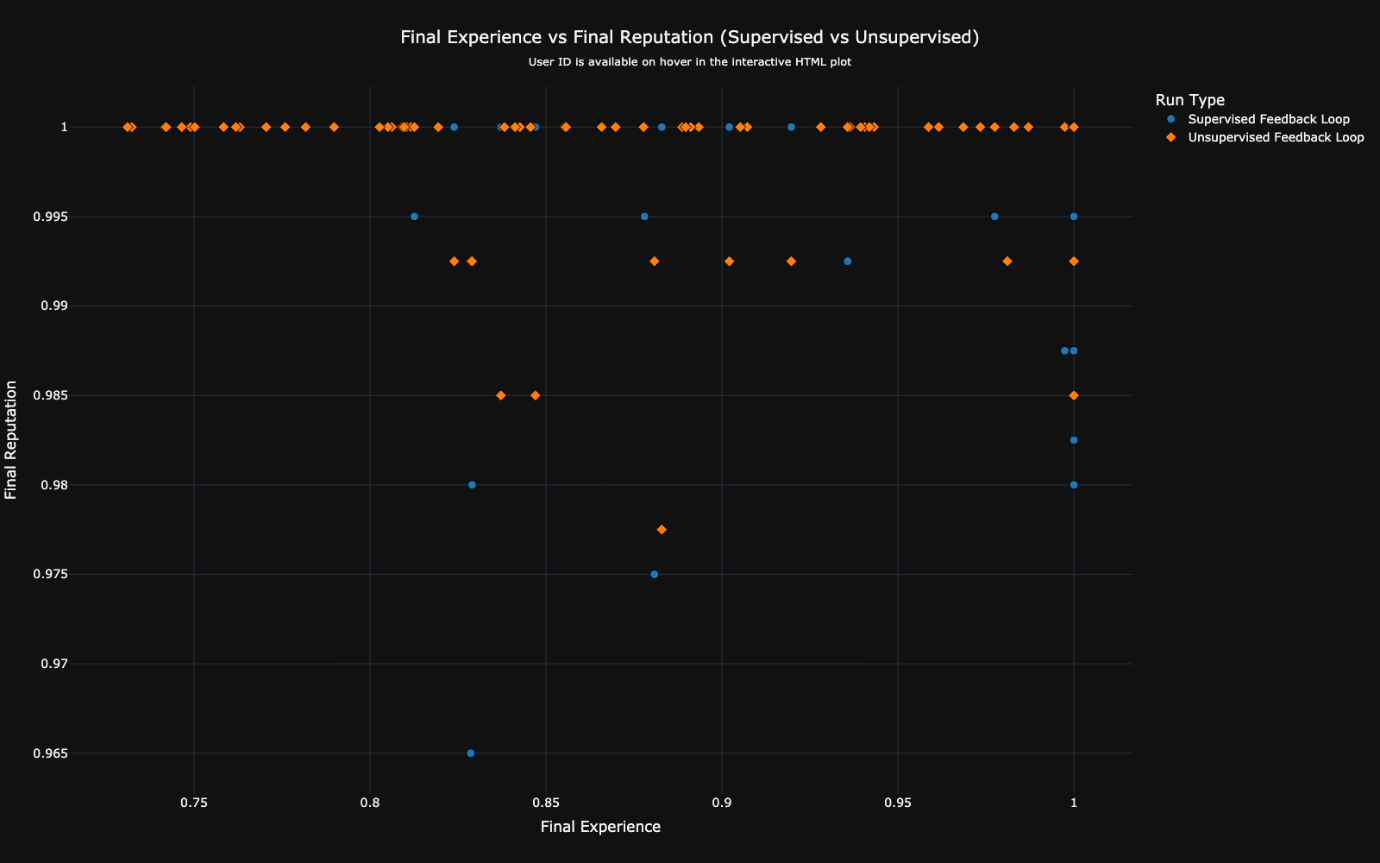 Final Experience vs Final Reputation (Supervised vs Unsupervised)
User ID is available on hover in the interactive HTML plot
Run Type
Supervised Feedback Loop
Unsupervised Feedback Loop
Final Reputation
1
0.995
0.99
0.985
0.98
0.975
0.97
0.965
0.75
0.8
0.85
0.9
0.95
1
Final Experience